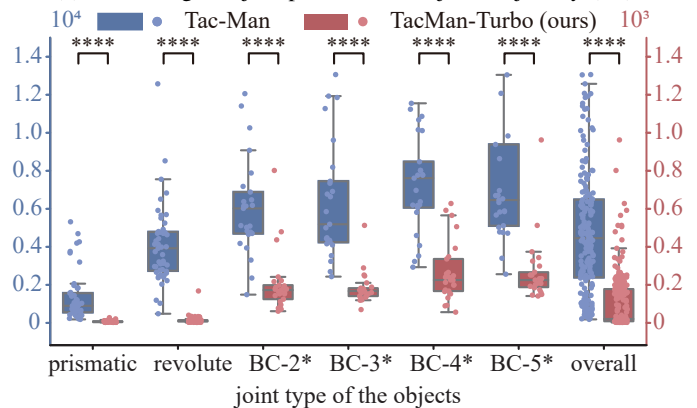 10⁴ Tac-Man TacMan-Turbo (ours) 10³
**** **** **** **** **** **** ****
1.4 1.4
1.2 1.2
1.0 1.0
0.8 0.8
0.6 0.6
0.4 0.4
0.2 0.2
0 0
prismatic revolute BC-2* BC-3* BC-4* BC-5* overall
joint type of the objects